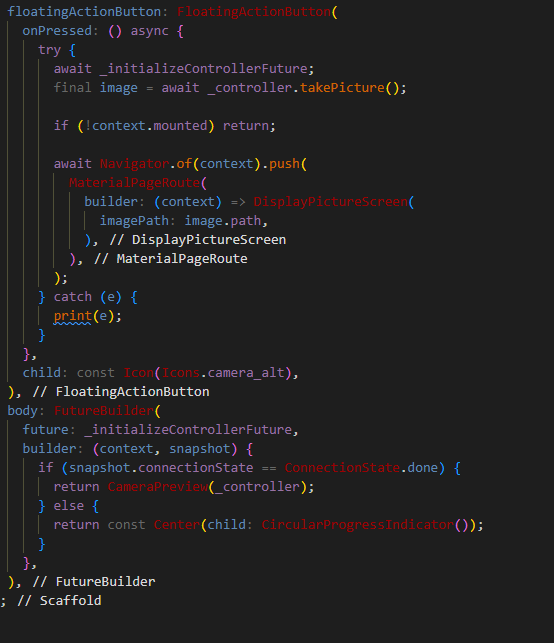 floatingActionButton: FloatingActionButton(
  onPressed: () async {
    try {
      await _initializeControllerFuture;
      final image = await _controller.takePicture();

      if (!context.mounted) return;

      await Navigator.of(context).push(
        MaterialPageRoute(
          builder: (context) => DisplayPictureScreen(
            imagePath: image.path,
          ), // DisplayPictureScreen
        ), // MaterialPageRoute
      );
    } catch (e) {
      print(e);
    }
  },
  child: const Icon(Icons.camera_alt),
), // FloatingActionButton
body: FutureBuilder(
  future: _initializeControllerFuture,
  builder: (context, snapshot) {
    if (snapshot.connectionState == ConnectionState.done) {
      return CameraPreview(_controller);
    } else {
      return const Center(child: CircularProgressIndicator());
    }
  },
), // FutureBuilder
; // Scaffold